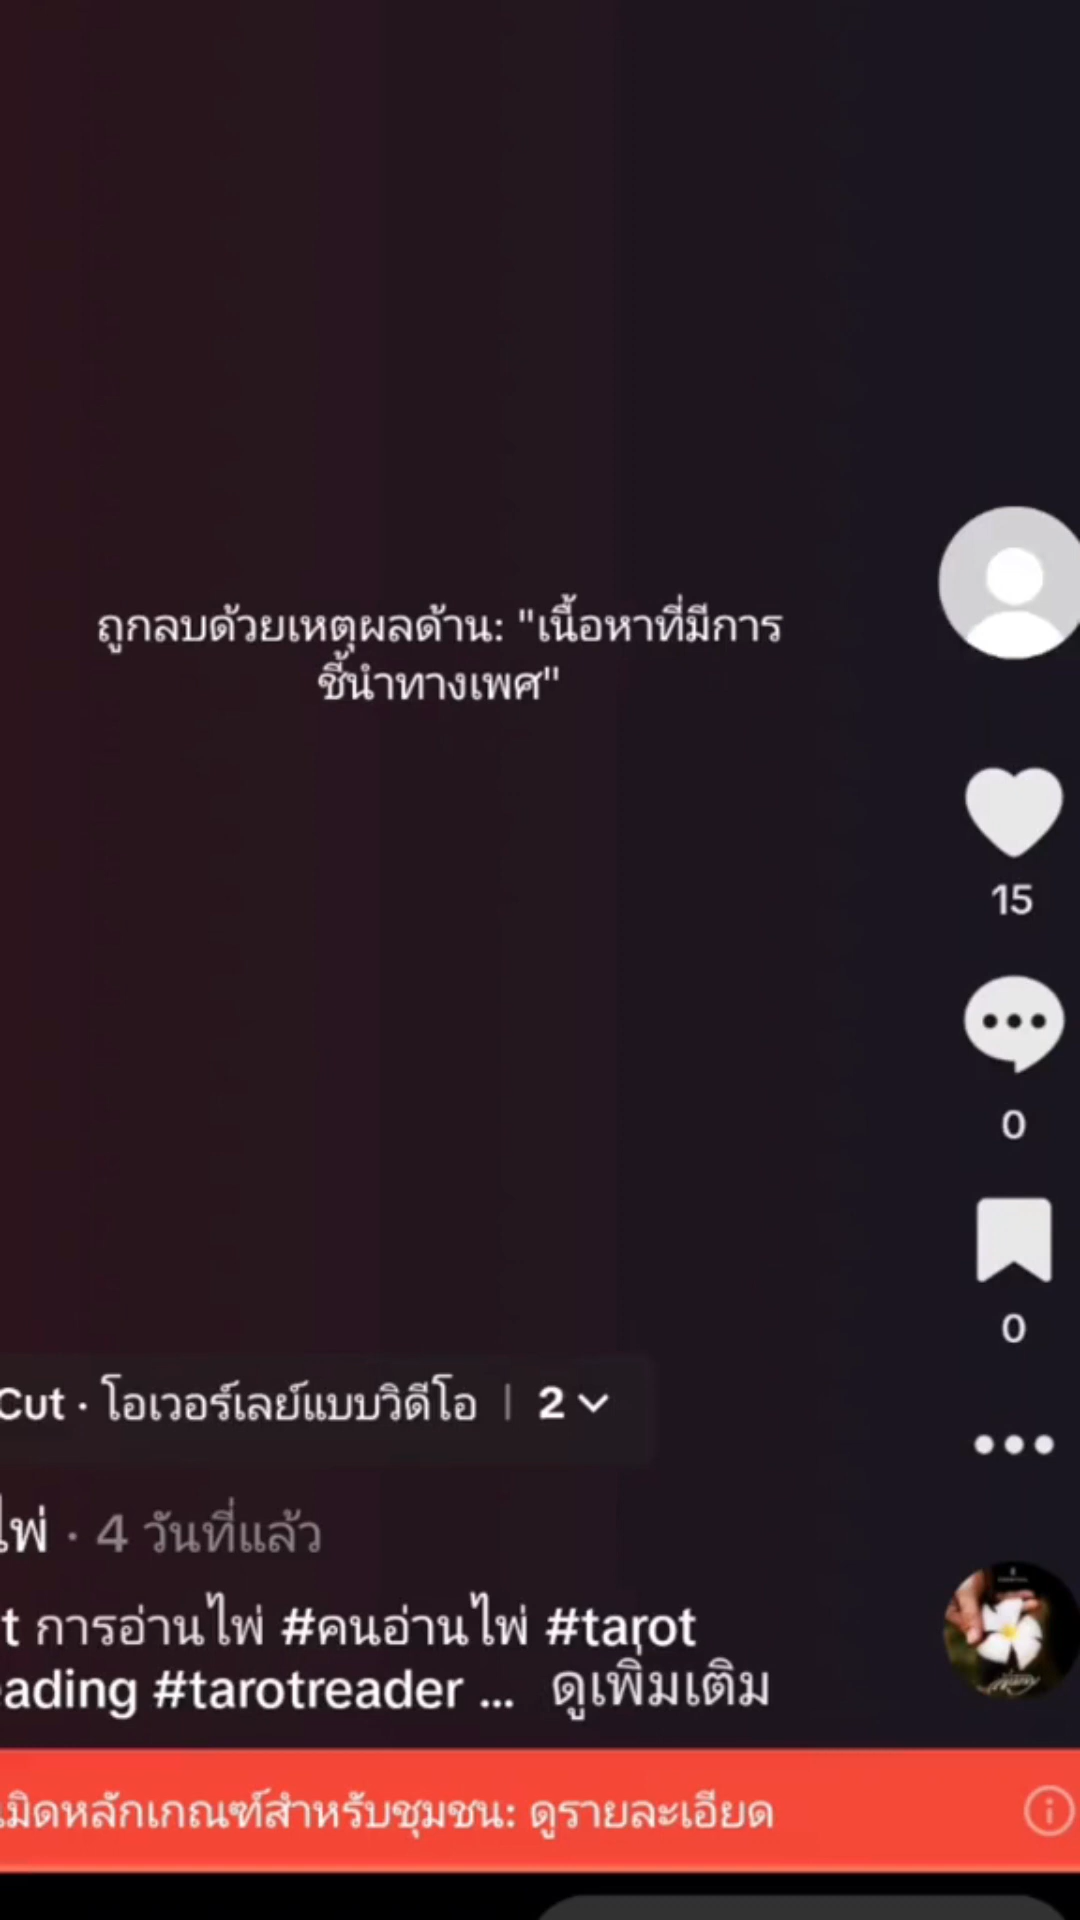 ถูกลบด้วยเหตุผลด้าน: "เนื้อหาที่มีการ
ชี้นำทางเพศ"
15
0
0
Cut · โอเวอร์เลย์แบบวิดีโอ | 2
ไพ่ · 4 วันที่แล้ว
t การอ่านไพ่ #คนอ่านไพ่ #tarot
eading #tarotreader ... ดูเพิ่มเติม
เมิดหลักเกณฑ์สำหรับชุมชน: ดูรายละเอียด